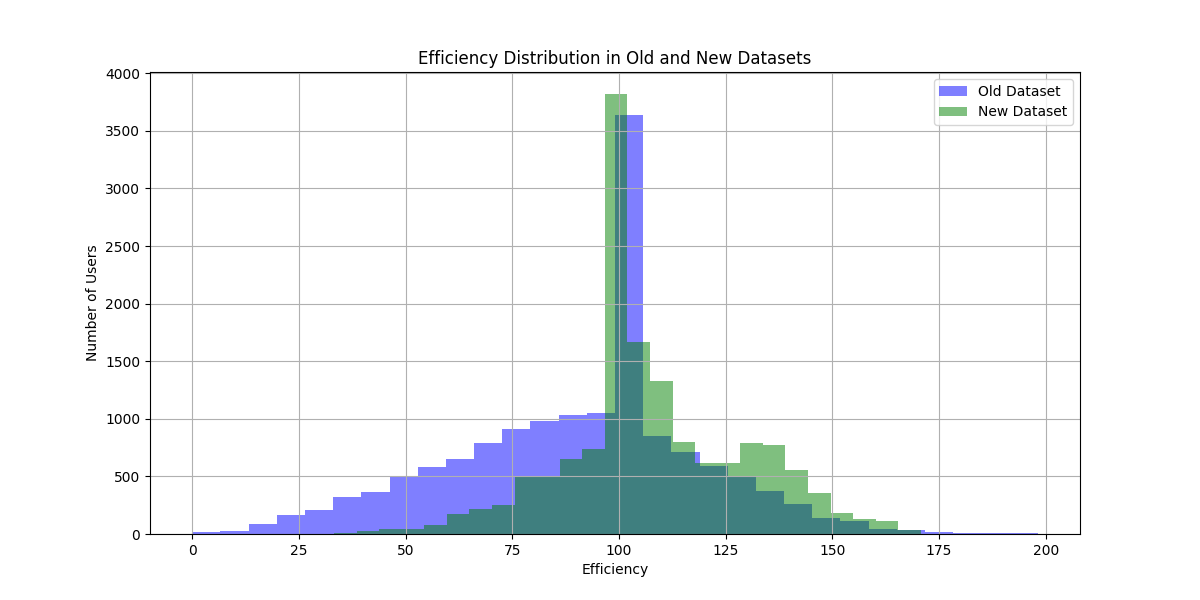 Efficiency Distribution in Old and New Datasets
Old Dataset
New Dataset
4000
3500
3000
2500
2000
1500
1000
500
0
Number of Users
0 25 50 75 100 125 150 175 200
Efficiency